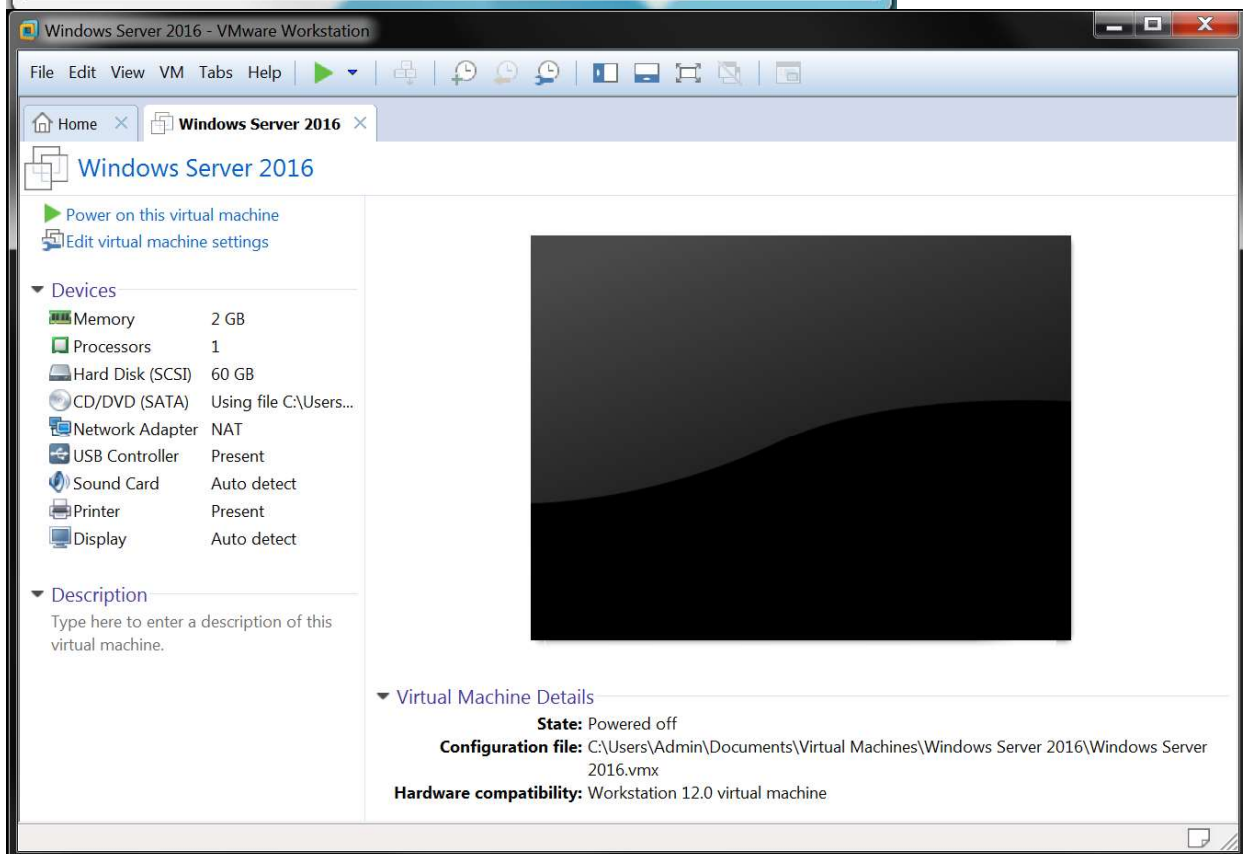 Windows Server 2016 - VMware Workstation
File Edit View VM Tabs Help
Home
Windows Server 2016
Windows Server 2016
Power on this virtual machine
Edit virtual machine settings
Devices
Memory 2 GB
Processors 1
Hard Disk (SCSI) 60 GB
CD/DVD (SATA) Using file C:\Users...
Network Adapter NAT
USB Controller Present
Sound Card Auto detect
Printer Present
Display Auto detect
Description
Type here to enter a description of this
virtual machine.
Virtual Machine Details
State: Powered off
Configuration file: C:\Users\Admin\Documents\Virtual Machines\Windows Server 2016\Windows Server
2016.vmx
Hardware compatibility: Workstation 12.0 virtual machine